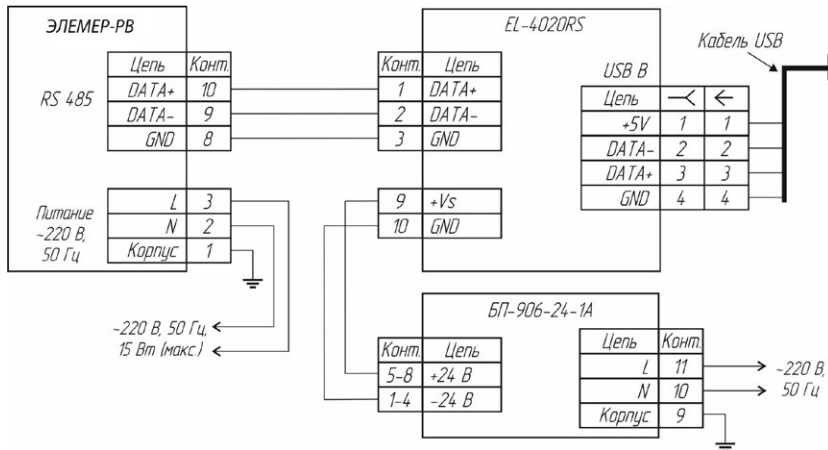 ЭЛЕМЕР-РВ
RS 485
Цепь Конт.
DATA+ 10
DATA- 9
GND 8
Питание
~220 В,
50 Гц
L 3
N 2
Корпус 1
~220 В, 50 Гц,
15 Вт (макс.)
EL-4020RS
Конт. Цепь
1 DATA+
2 DATA-
3 GND
9 +Vs
10 GND
USB B
Цепь
+5V 1 1
DATA- 2 2
DATA+ 3 3
GND 4 4
Кабель USB
БП-906-24-1А
Конт. Цепь
5-8 +24 В
1-4 -24 В
Цепь Конт.
L 11
N 10
Корпус 9
~220 В,
50 Гц